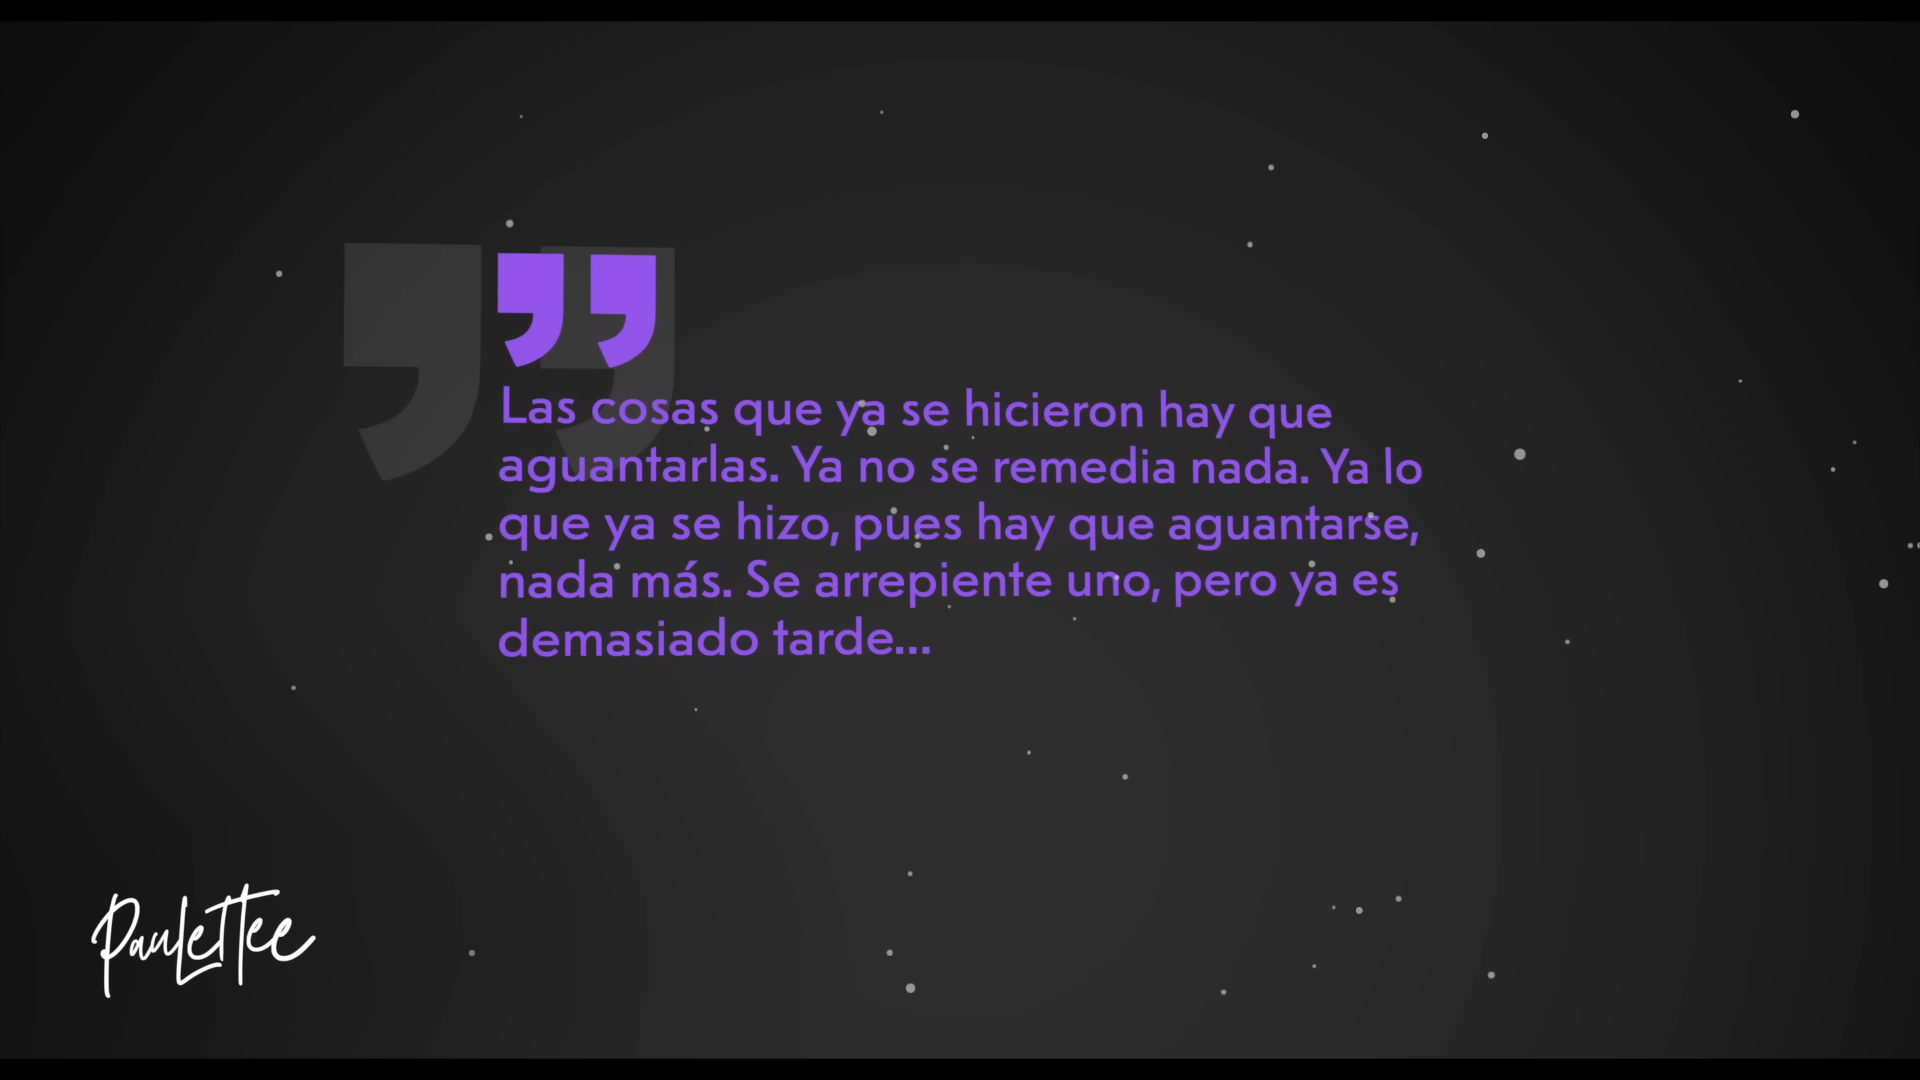 Las cosas que ya se hicieron hay que
aguantarlas. Ya no se remedia nada. Ya lo
que ya se hizo, pues hay que aguantarse,
nada más. Se arrepiente uno, pero ya es
demasiado tarde...
Paulettee